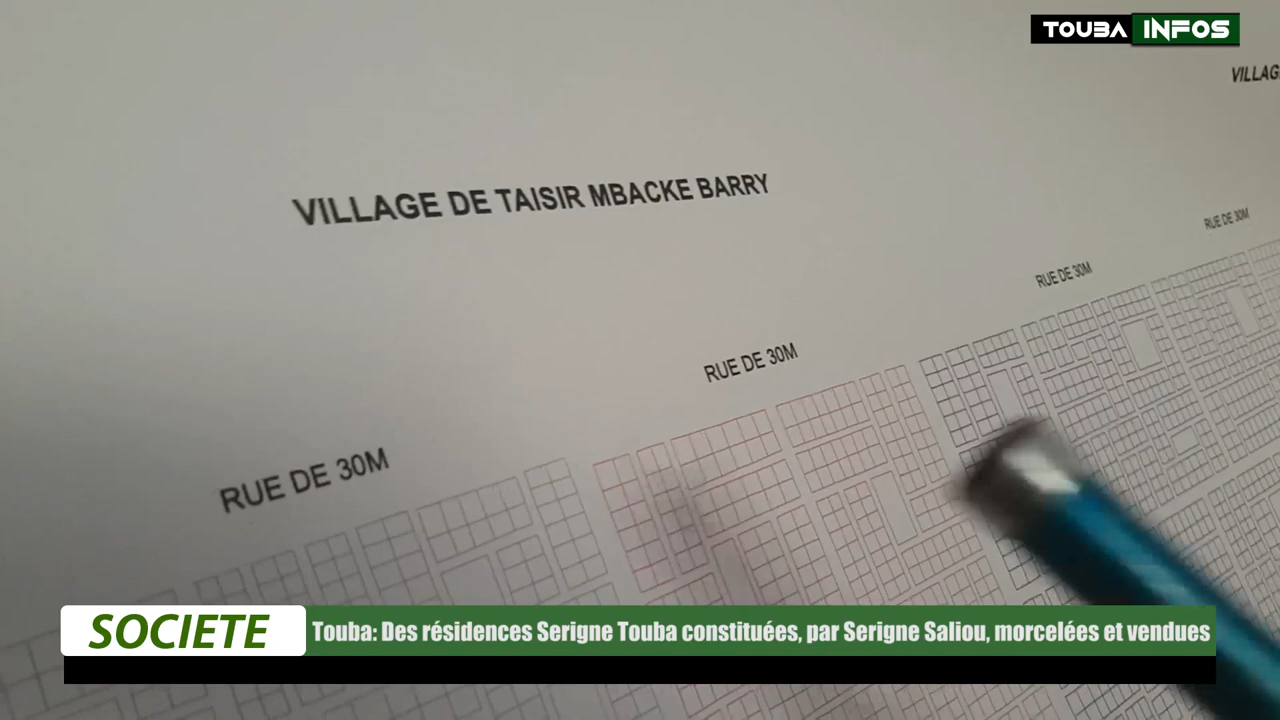 TOUBA INFOS
VILLAG
VILLAGE DE TAISIR MBACKE BARRY
RUE DE 30M
RUE DE 30M
RUE DE 30M
RUE DE 30M
SOCIETE
Touba: Des résidences Serigne Touba constituées, par Serigne Saliou, morcelées et vendues